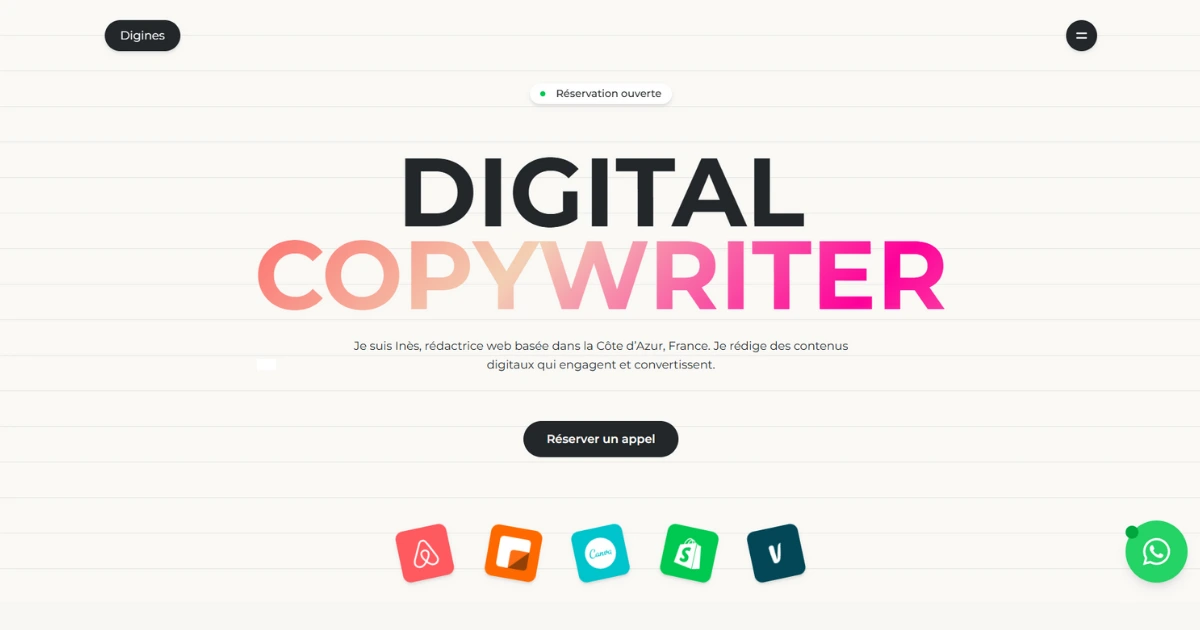 Digines
Réservation ouverte
DIGITAL
COPYWRITER
Je suis Inès, rédactrice web basée dans la Côte d’Azur, France. Je rédige des contenus
digitaux qui engagent et convertissent.
Réserver un appel
Canva